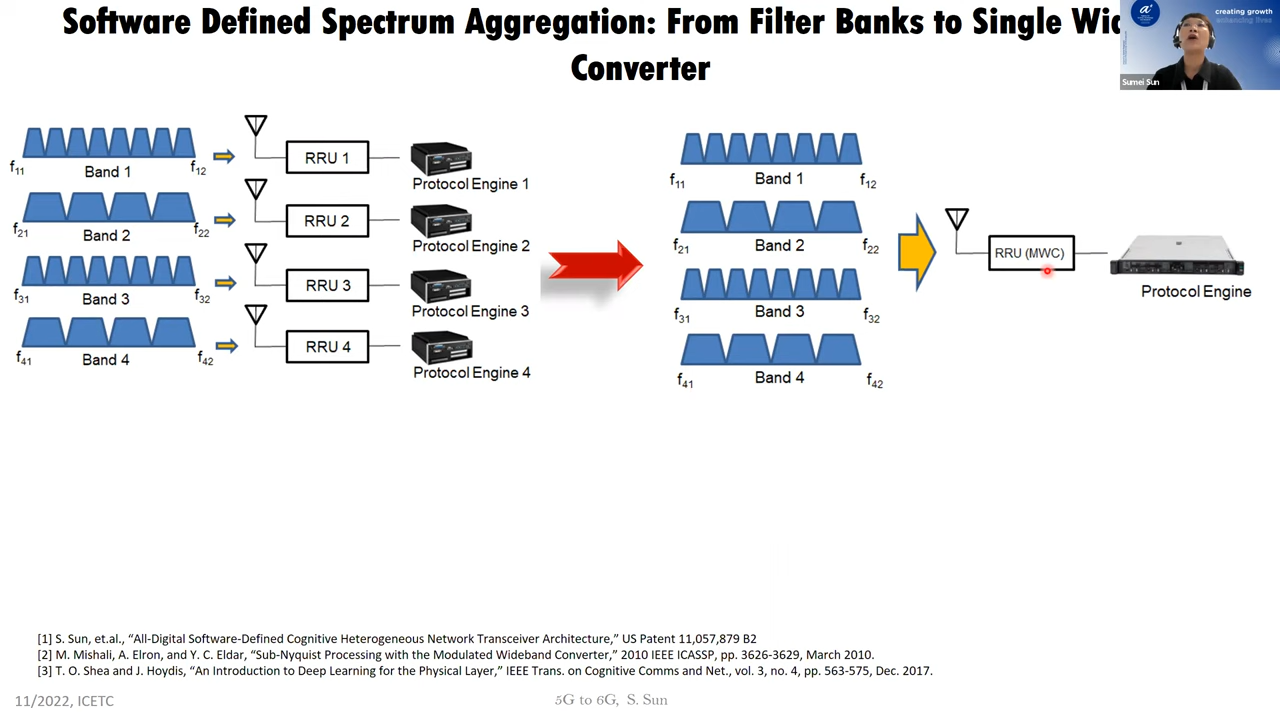 Software Defined Spectrum Aggregation: From Filter Banks to Single
Converter
creating growth
enhancing lives
Sumei Sun
f11 Band 1 f12
RRU 1
Protocol Engine 1
f21 Band 2 f22
RRU 2
Protocol Engine 2
f31 Band 3 f32
RRU 3
Protocol Engine 3
f41 Band 4 f42
RRU 4
Protocol Engine 4
f11 Band 1 f12
f21 Band 2 f22
f31 Band 3 f32
f41 Band 4 f42
RRU (MWC)
Protocol Engine
[1] S. Sun, et.al., “All-Digital Software-Defined Cognitive Heterogeneous Network Transceiver Architecture,” US Patent 11,057,879 B2
[2] M. Mishali, A. Elron, and Y. C. Eldar, “Sub-Nyquist Processing with the Modulated Wideband Converter,” 2010 IEEE ICASSP, pp. 3626-3629, March 2010.
[3] T. O. Shea and J. Hoydis, “An Introduction to Deep Learning for the Physical Layer,” IEEE Trans. on Cognitive Comms and Net., vol. 3, no. 4, pp. 563-575, Dec. 2017.
11/2022, ICETC
5G to 6G, S. Sun